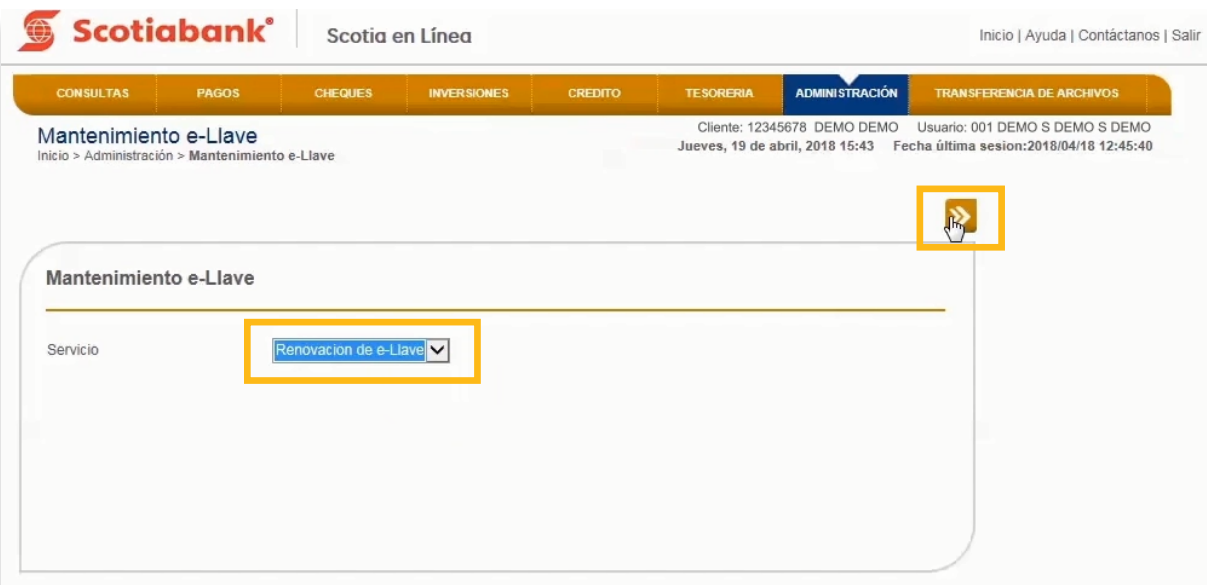 Scotiabank® Scotia en Línea Inicio | Ayuda | Contáctanos | Salir
CONSULTAS PAGOS CHEQUES INVERSIONES CREDITO TESORERIA ADMINISTRACIÓN TRANSFERENCIA DE ARCHIVOS
Mantenimiento e-Llave Cliente: 12345678 DEMO DEMO Usuario: 001 DEMO S DEMO S DEMO
Inicio > Administración > Mantenimiento e-Llave Jueves, 19 de abril, 2018 15:43 Fecha última sesion:2018/04/18 12:45:40
Mantenimiento e-Llave
Servicio Renovacion de e-Llave